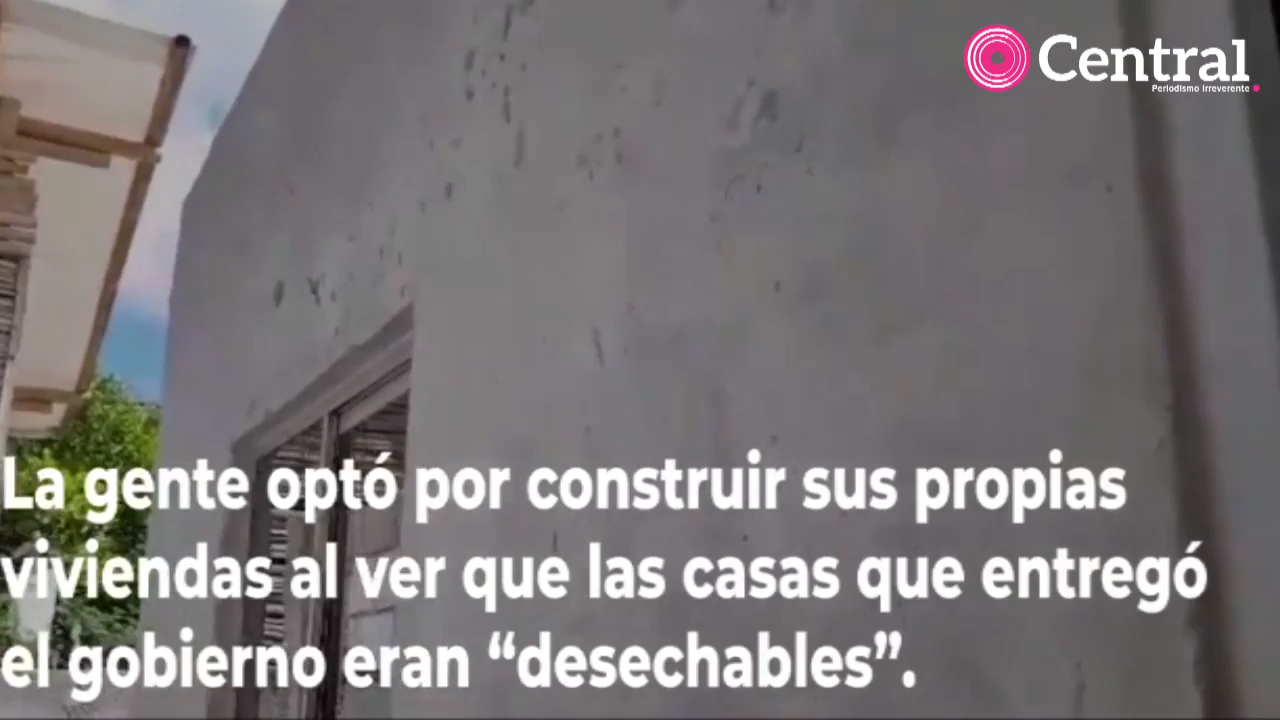 Central
Periodismo Irreverente
La gente optó por construir sus propias
viviendas al ver que las casas que entregó
el gobierno eran “desechables”.